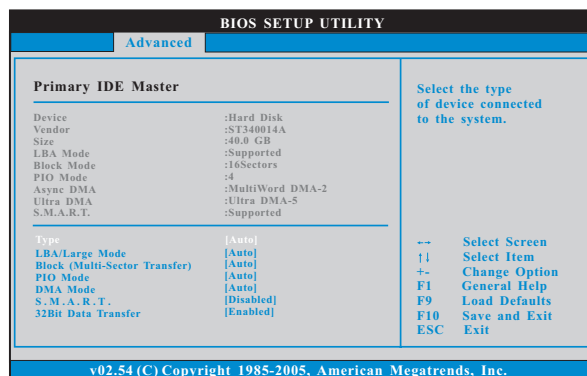 BIOS SETUP UTILITY
Advanced
Primary IDE Master
Device :Hard Disk
Vendor :ST340014A
Size :40.0 GB
LBA Mode :Supported
Block Mode :16Sectors
PIO Mode :4
Async DMA :MultiWord DMA-2
Ultra DMA :Ultra DMA-5
S.M.A.R.T. :Supported
Type [Auto]
LBA/Large Mode [Auto]
Block (Multi-Sector Transfer) [Auto]
PIO Mode [Auto]
DMA Mode [Auto]
S.M.A.R.T. [Disabled]
32Bit Data Transfer [Enabled]
Select the type
of device connected
to the system.
←→ Select Screen
↑↓ Select Item
+- Change Option
F1 General Help
F9 Load Defaults
F10 Save and Exit
ESC Exit
v02.54 (C) Copyright 1985-2005, American Megatrends, Inc.